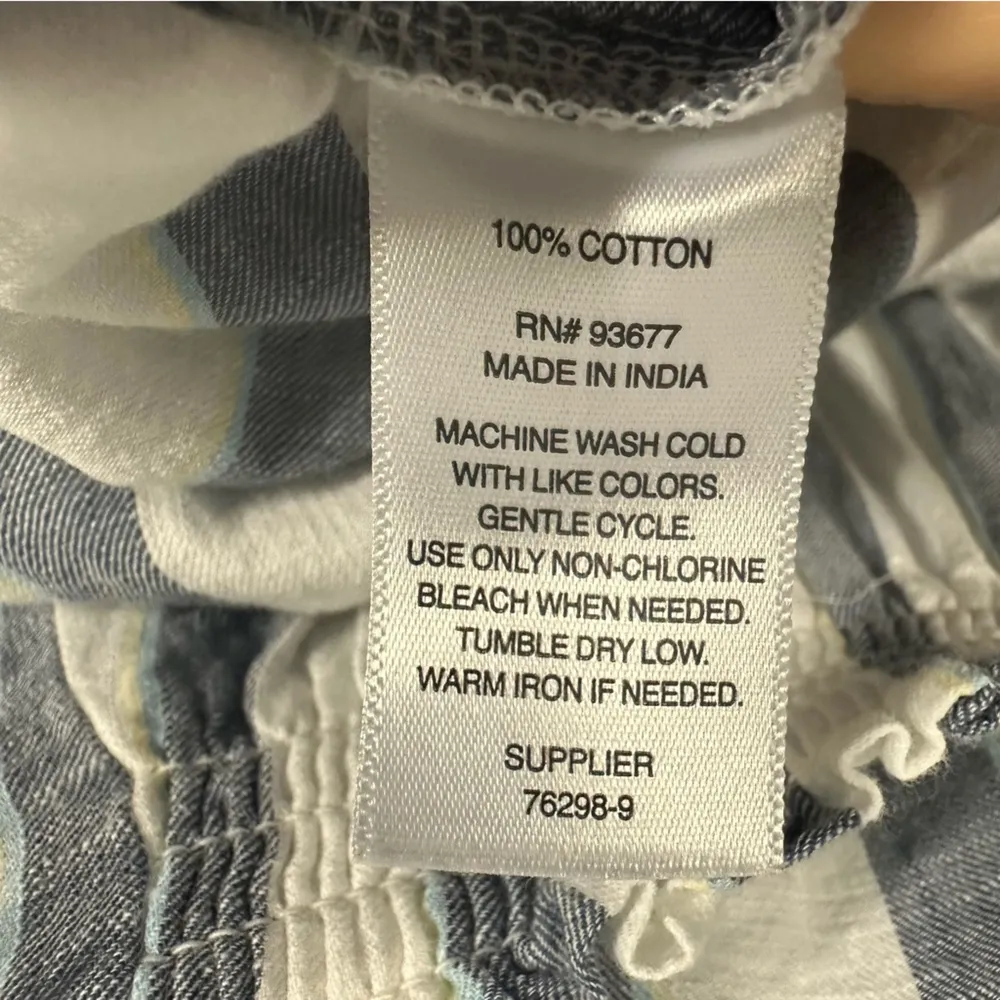 100% COTTON
RN# 93677
MADE IN INDIA
MACHINE WASH COLD
WITH LIKE COLORS.
GENTLE CYCLE.
USE ONLY NON-CHLORINE
BLEACH WHEN NEEDED.
TUMBLE DRY LOW.
WARM IRON IF NEEDED.
SUPPLIER
76298-9